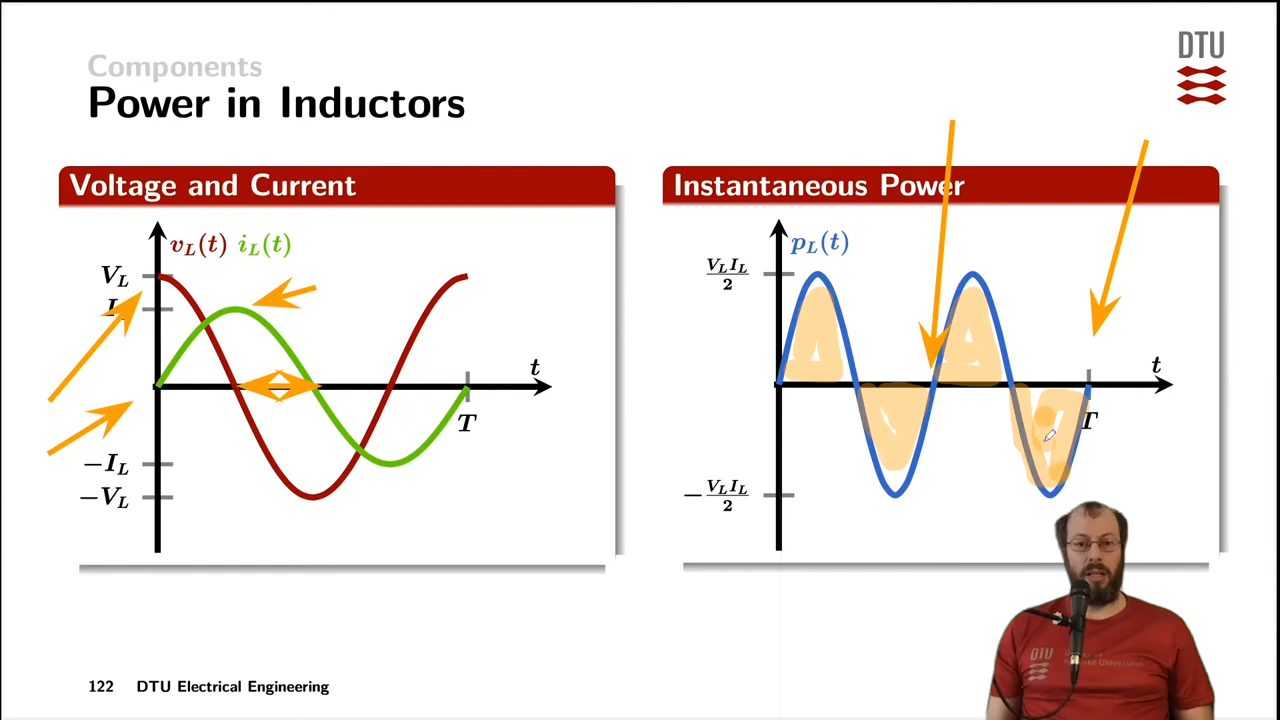 Components
Power in Inductors
DTU
Voltage and Current
v_L(t) i_L(t)
V_L
t
T
−I_L
−V_L
Instantaneous Power
p_L(t)
V_L I_L / 2
t
T
− V_L I_L / 2
DTU
122 DTU Electrical Engineering